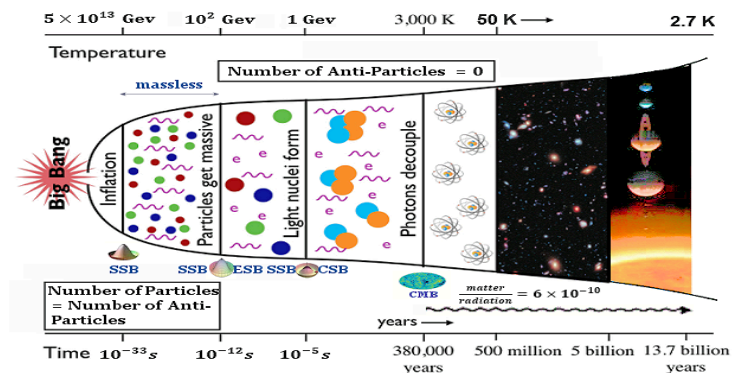 5 × 10¹³ Gev 10² Gev 1 Gev 3,000 K 50 K 2.7 K
Temperature
massless
Number of Anti-Particles = 0
Big Bang
Inflation
Particles get massive
e
e
e
Light nuclei form
e
e
e
Photons decouple
SSB SSB ESB SSB CSB
CMB
matter/radiation = 6 × 10⁻¹⁰
Number of Particles
= Number of Anti-
Particles
years
Time 10⁻³³s 10⁻¹²s 10⁻⁵s 380,000 500 million 5 billion 13.7 billion
years years